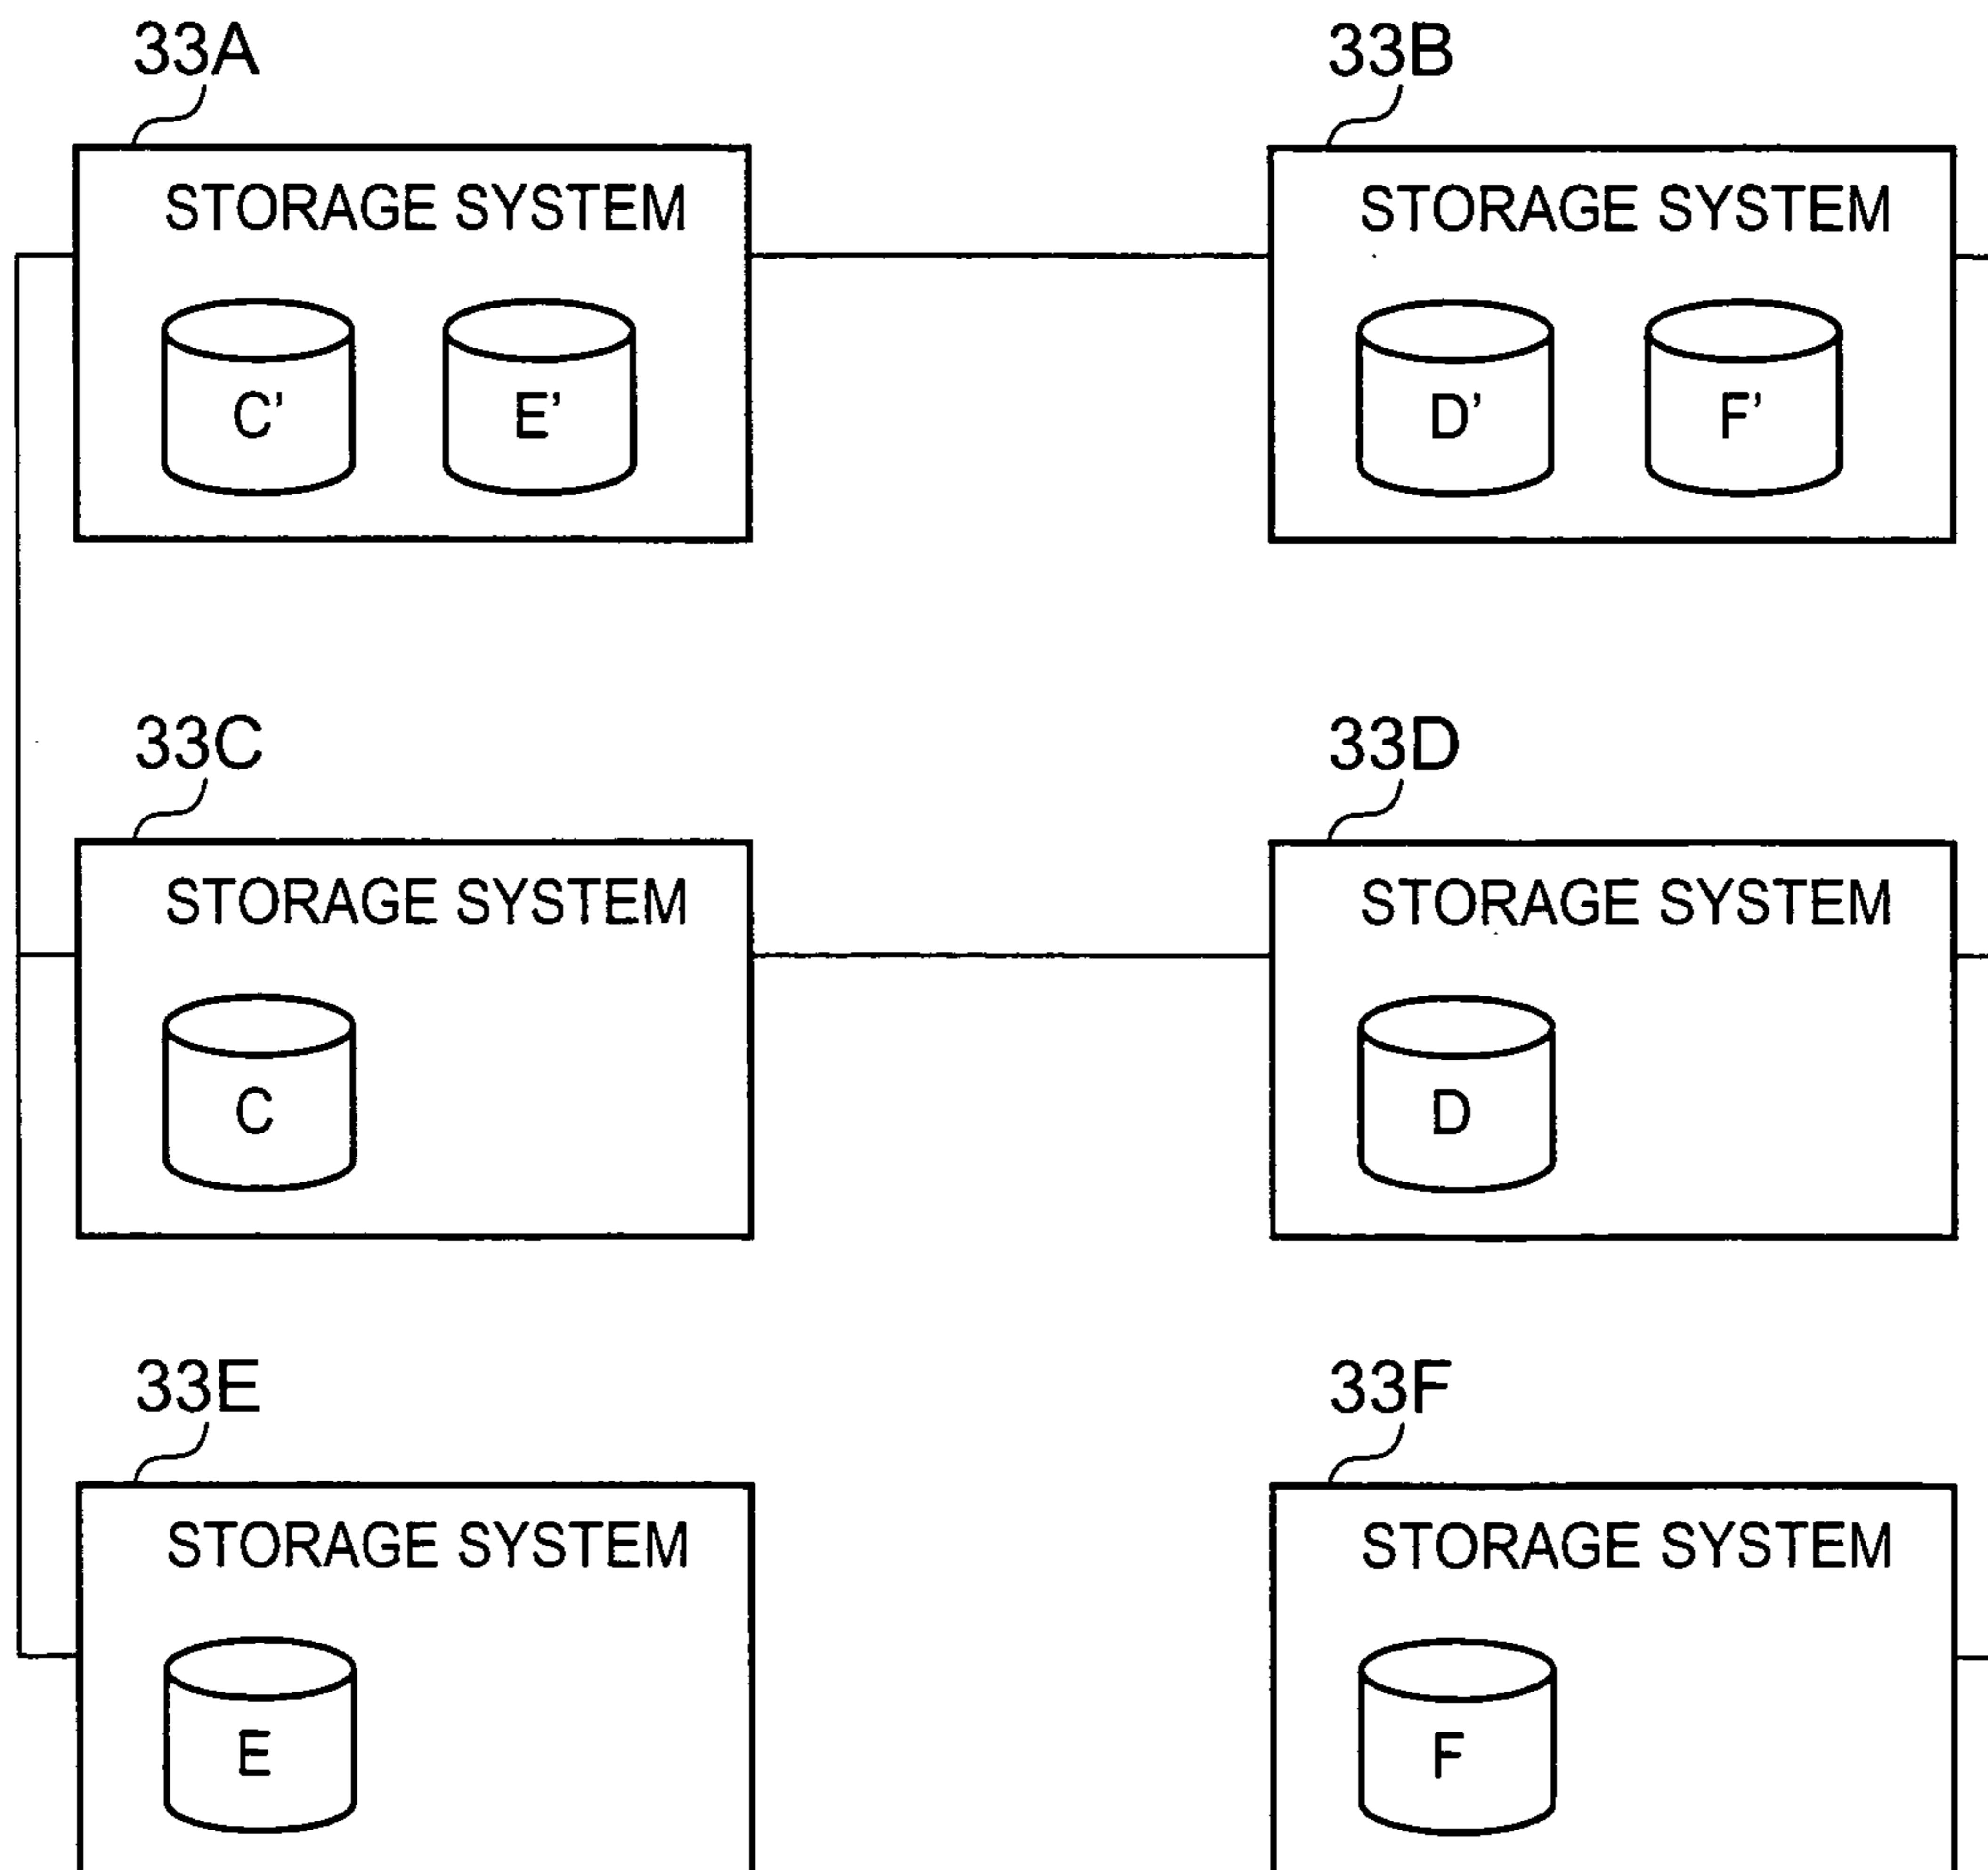 33A
33B
STORAGE SYSTEM
STORAGE SYSTEM
C'
E'
D'
F'
33C
33D
STORAGE SYSTEM
STORAGE SYSTEM
C
D
33E
33F
STORAGE SYSTEM
STORAGE SYSTEM
E
F